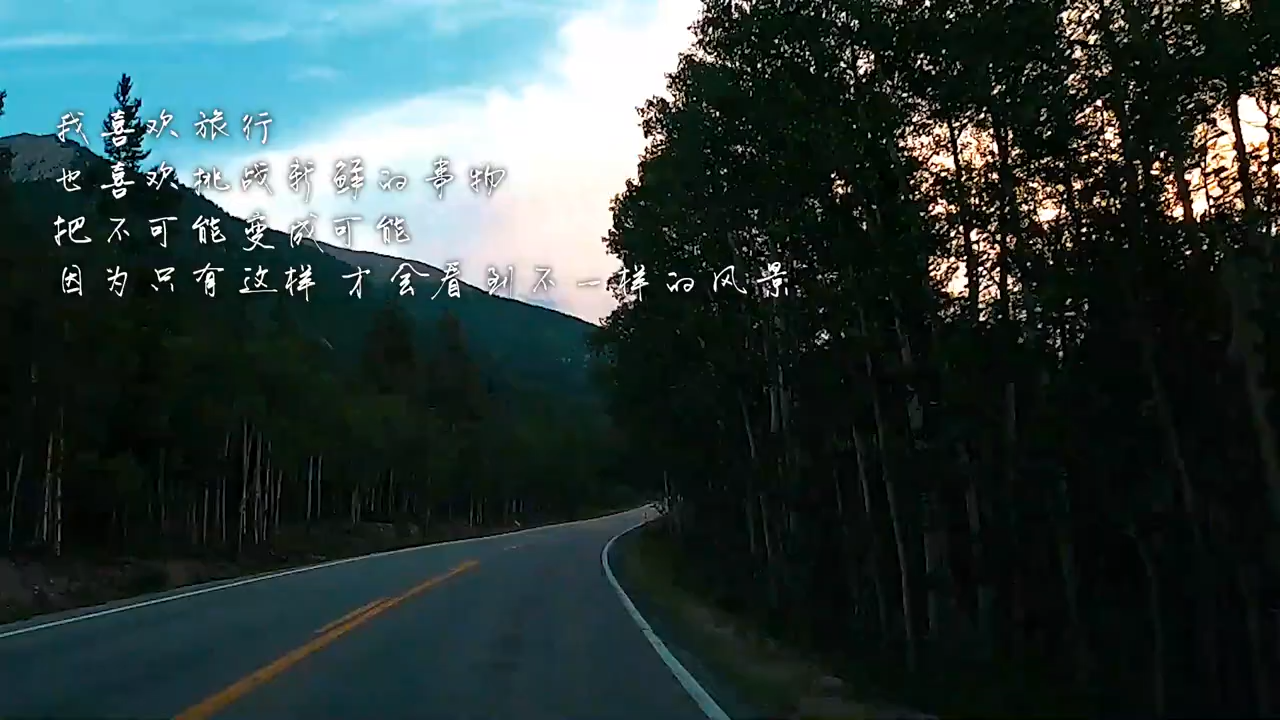 我喜欢旅行
也喜欢挑战新鲜的事物
把不可能变成可能
因为只有这样 才会看到不一样的风景